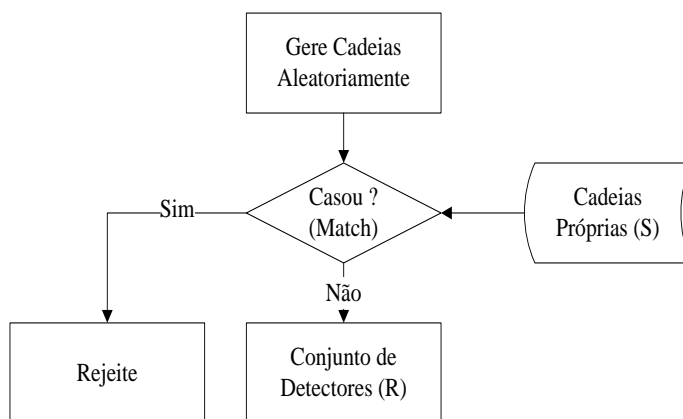 Gere Cadeias
Aleatoriamente
Casou ?
(Match)
Cadeias
Próprias (S)
Sim
Não
Rejeite
Conjunto de
Detectores (R)